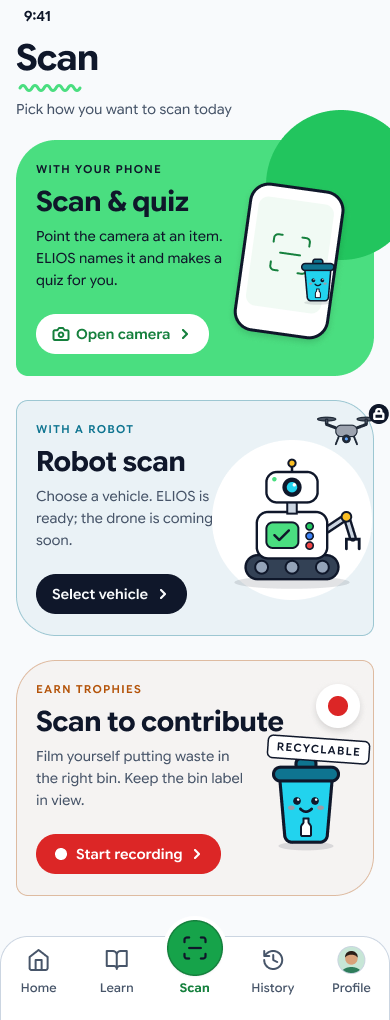 9:41
Scan
Pick how you want to scan today
WITH YOUR PHONE
Scan & quiz
Point the camera at an item.
ELIOS names it and makes a
quiz for you.
Open camera
WITH A ROBOT
Robot scan
Choose a vehicle. ELIOS is
ready; the drone is coming
soon.
Select vehicle
EARN TROPHIES
Scan to contribute
Film yourself putting waste in
the right bin. Keep the bin label
in view.
RECYCLABLE
Start recording
Home
Learn
Scan
History
Profile